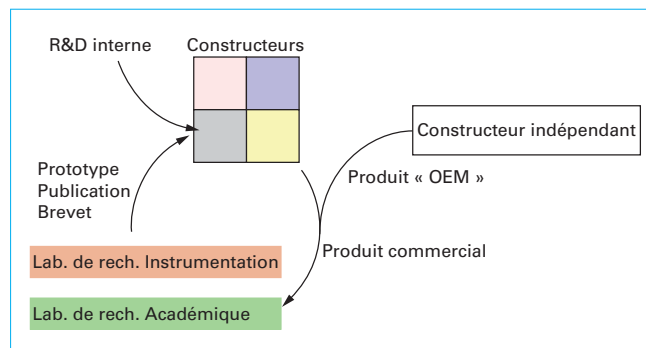 R&D interne
Constructeurs
Constructeur indépendant
Prototype
Publication
Brevet
Produit « OEM »
Produit commercial
Lab. de rech. Instrumentation
Lab. de rech. Académique